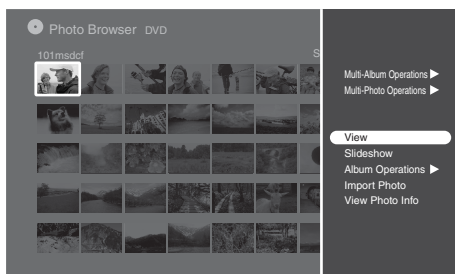 Photo Browser DVD
101msdcf
S
Multi-Album Operations ▶
Multi-Photo Operations ▶
View
Slideshow
Album Operations ▶
Import Photo
View Photo Info